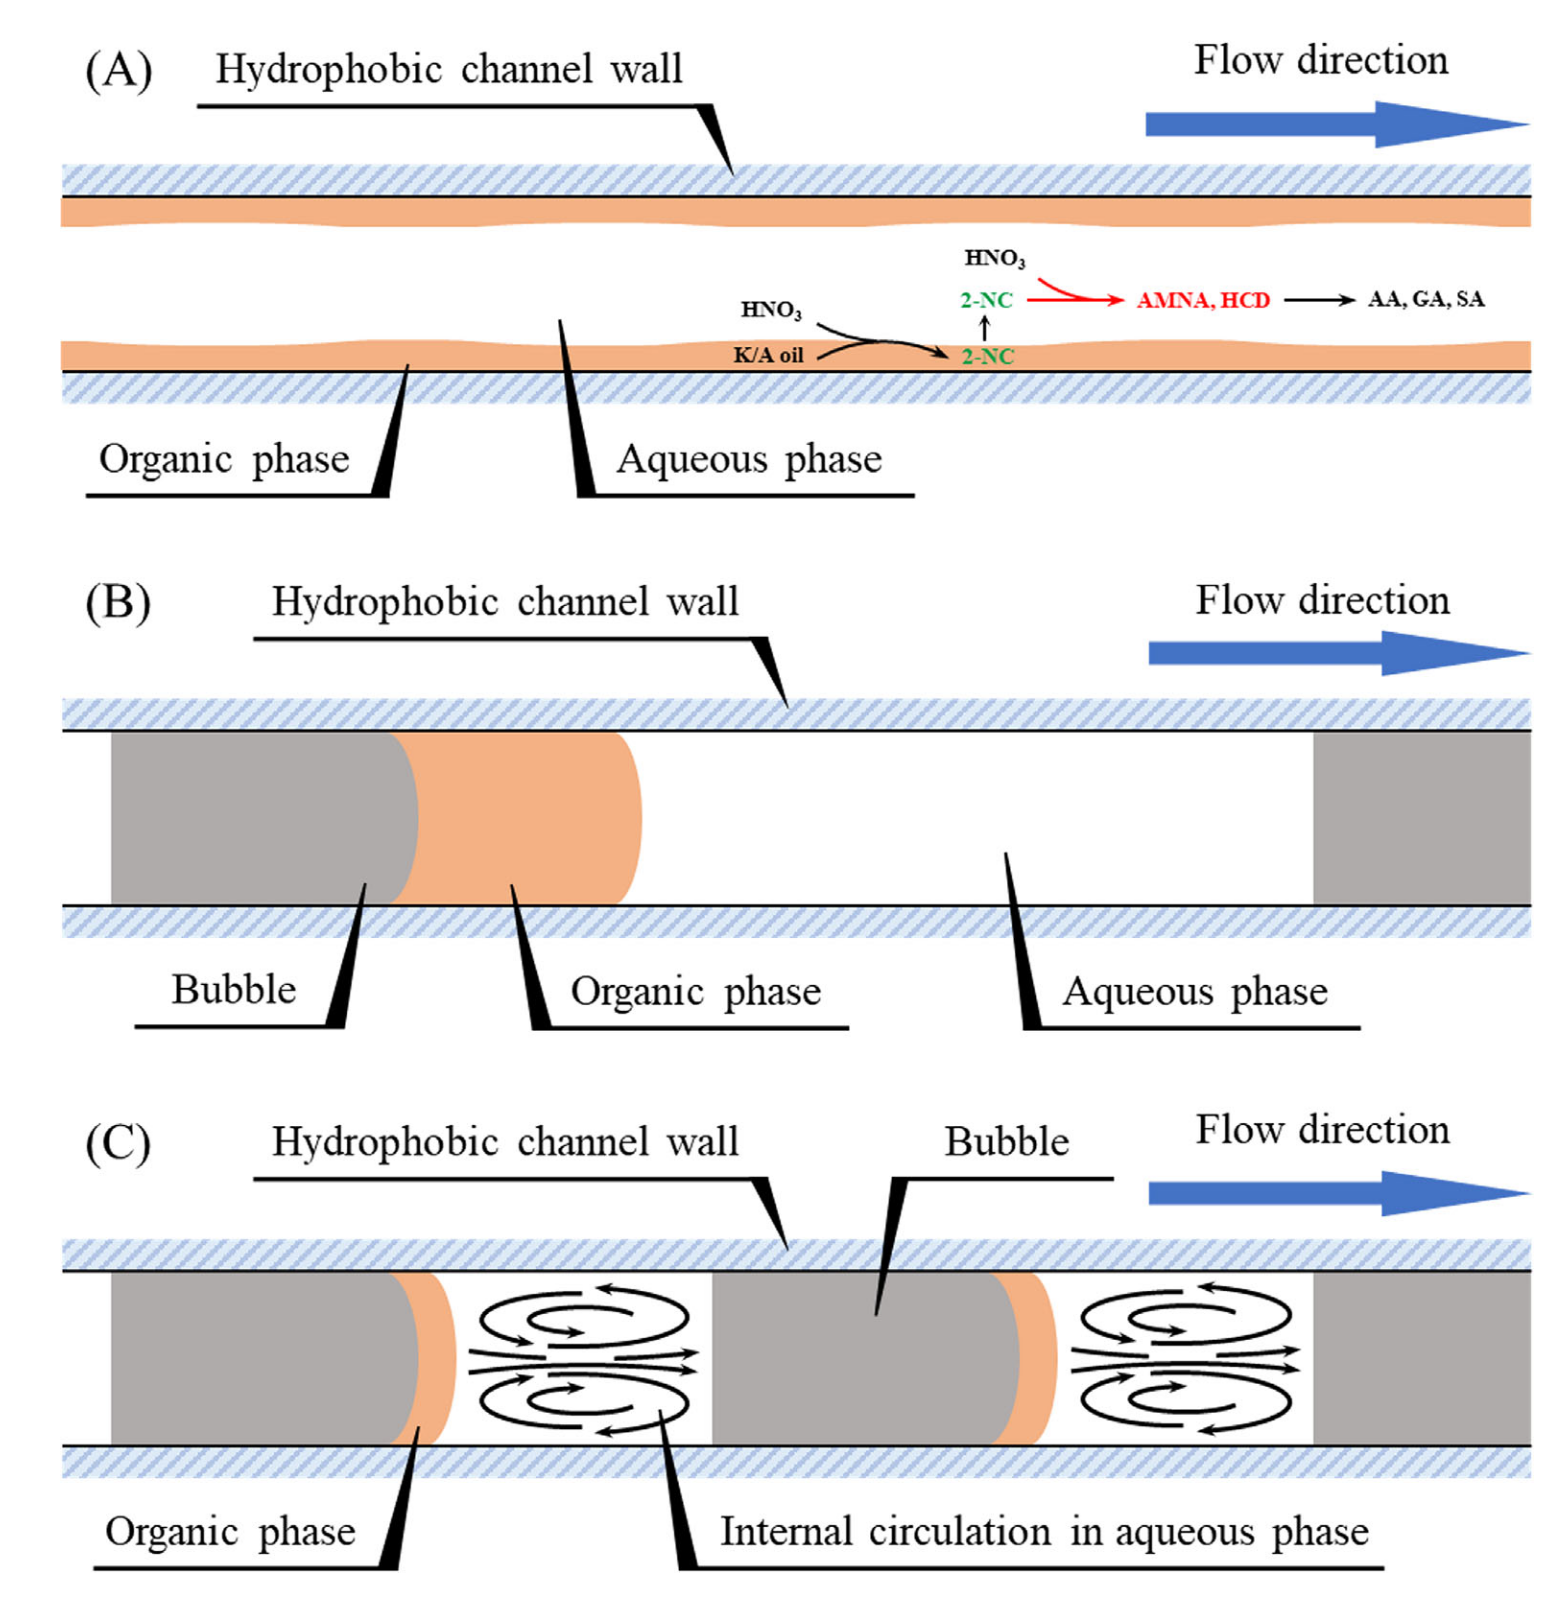 (A)
Hydrophobic channel wall
Flow direction
HNO₃
2-NC
AMNA, HCD
AA, GA, SA
HNO₃
K/A oil
2-NC
Organic phase
Aqueous phase
(B)
Hydrophobic channel wall
Flow direction
Bubble
Organic phase
Aqueous phase
(C)
Hydrophobic channel wall
Bubble
Flow direction
Organic phase
Internal circulation in aqueous phase